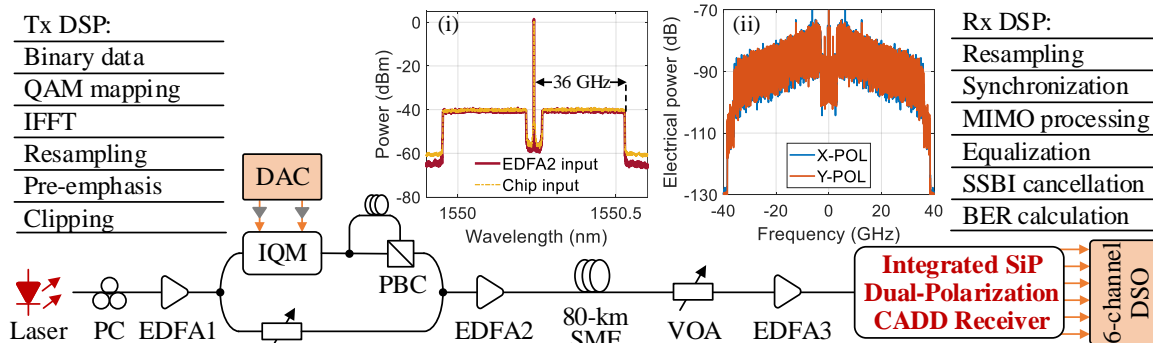 Tx DSP:
Binary data
QAM mapping
IFFT
Resampling
Pre-emphasis
Clipping
(i)
0
-20
-40
-60
-80
Power (dBm)
36 GHz
EDFA2 input
Chip input
1550
1550.5
Wavelength (nm)
(ii)
-70
-90
-110
-130
Electrical power (dB)
X-POL
Y-POL
-40
-20
0
20
40
Frequency (GHz)
Rx DSP:
Resampling
Synchronization
MIMO processing
Equalization
SSBI cancellation
BER calculation
DAC
IQM
PBC
Laser
PC
EDFA1
EDFA2
80-km
SMF
VOA
EDFA3
Integrated SiP
Dual-Polarization
CADD Receiver
6-channel
DSO